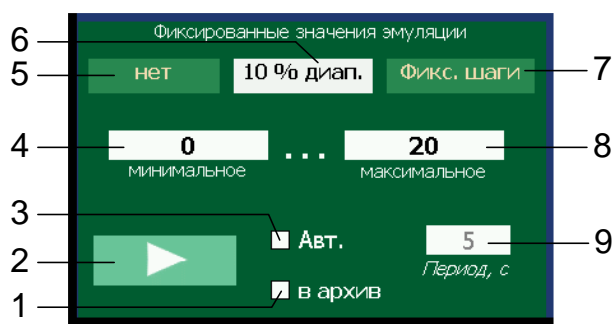 Фиксированные значения эмуляции
6
5 нет 10 % диап. Фикс. шаги 7
4 0 ... 20 8
минимальное максимальное
3 Авт.
2 5 9
Период, с
1 в архив